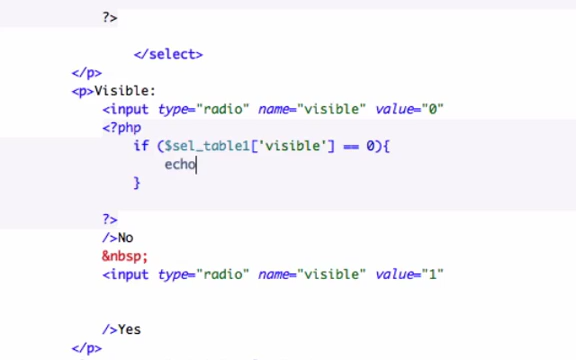 ?>
</select>
</p>
<p>Visible:
<input type="radio" name="visible" value="0"
<?php
if ($sel_table1['visible'] == 0){
echo
}
?>
/>No
&nbsp;
<input type="radio" name="visible" value="1"
/>Yes
</p>